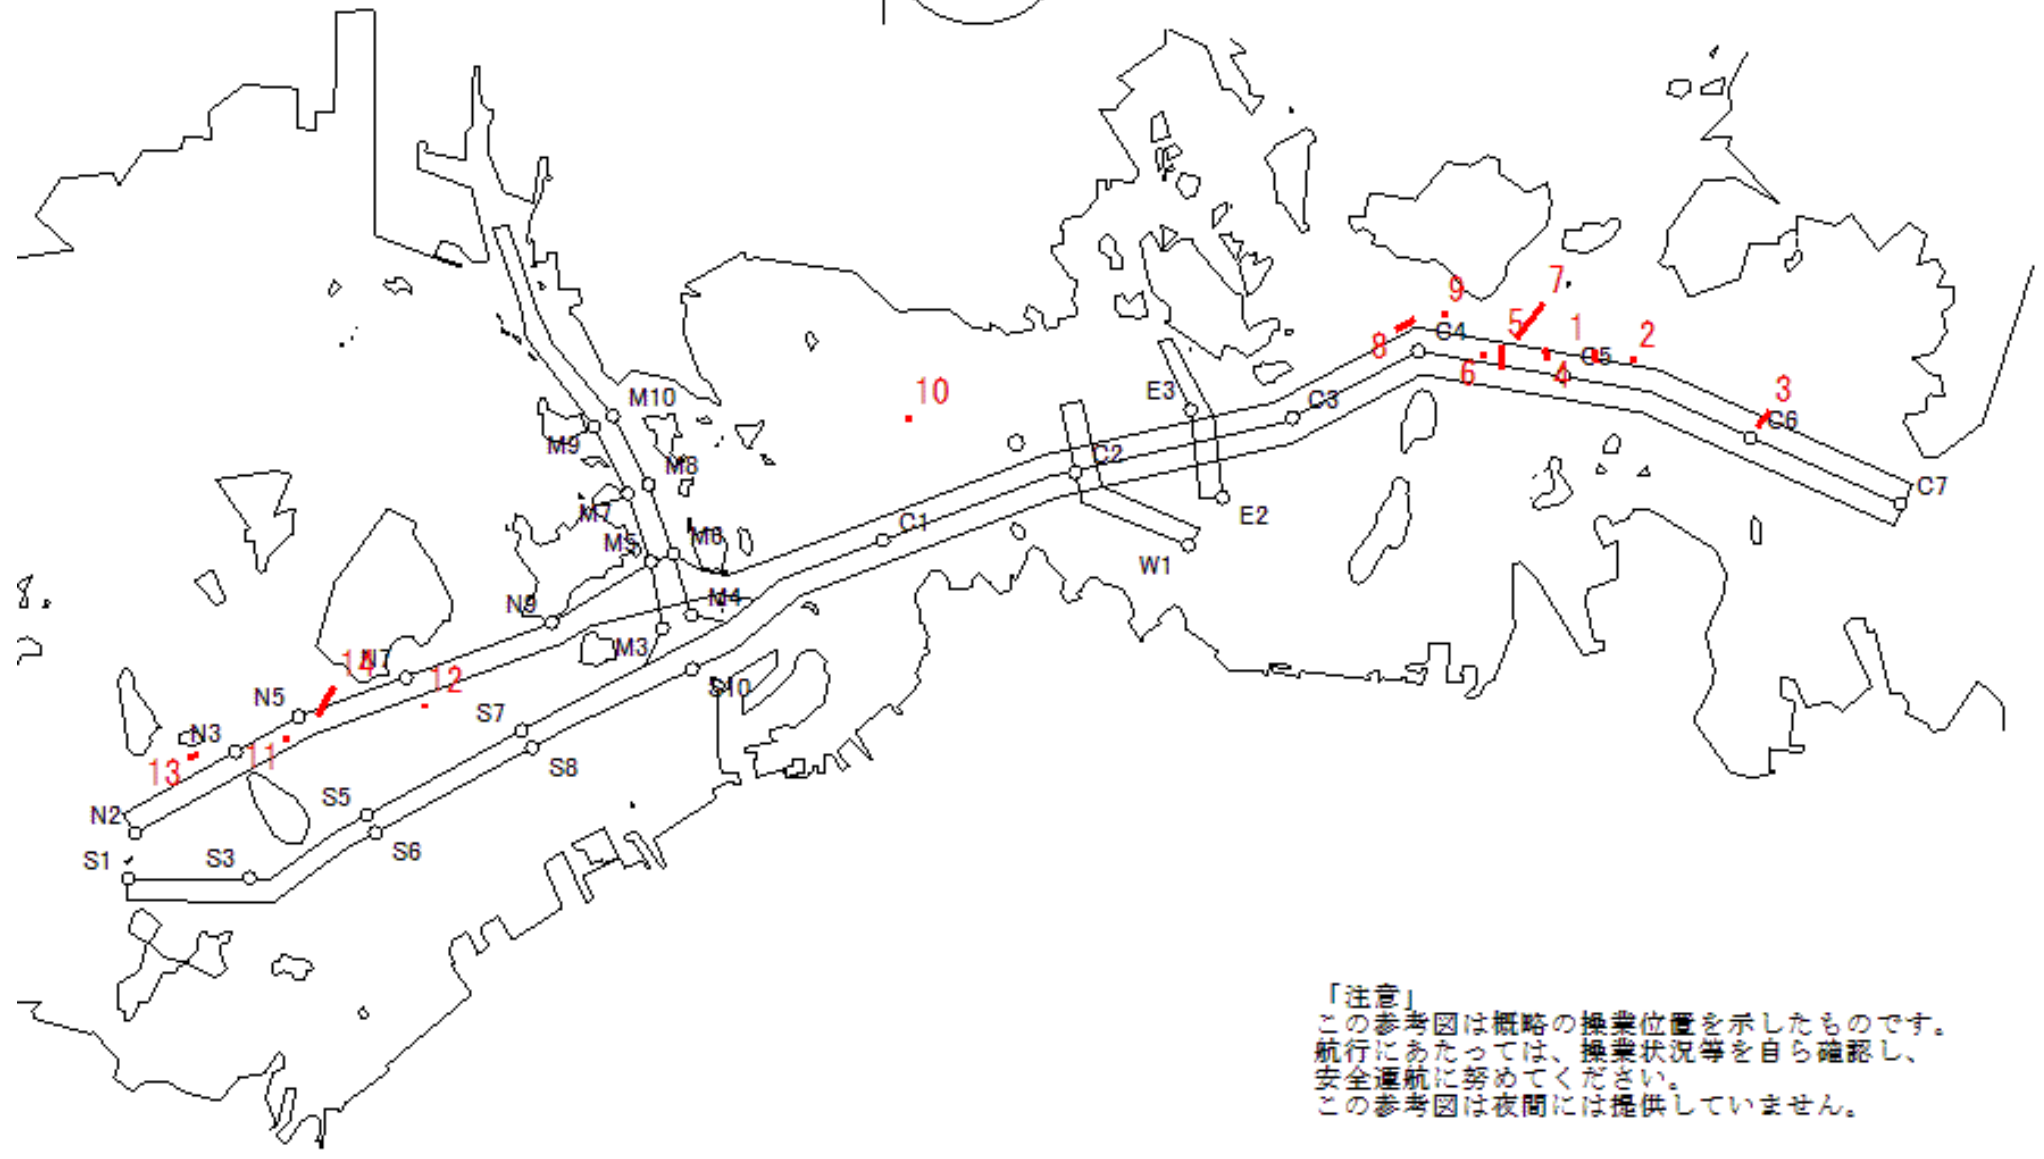 9
7
5
1
C4
2
8
C5
6
4
3
10
E3
M10
C3
C6
M9
C2
M8
C7
M7
E2
C1
M6
M5
W1
N9
M4
M3
14
N7
12
S10
N5
S7
N3
11
13
S8
S5
N2
S6
S1
S3
「注意」
この参考図は概略の操業位置を示したものです。
航行にあたっては、操業状況等を自ら確認し、
安全運航に努めてください。
この参考図は夜間には提供していません。